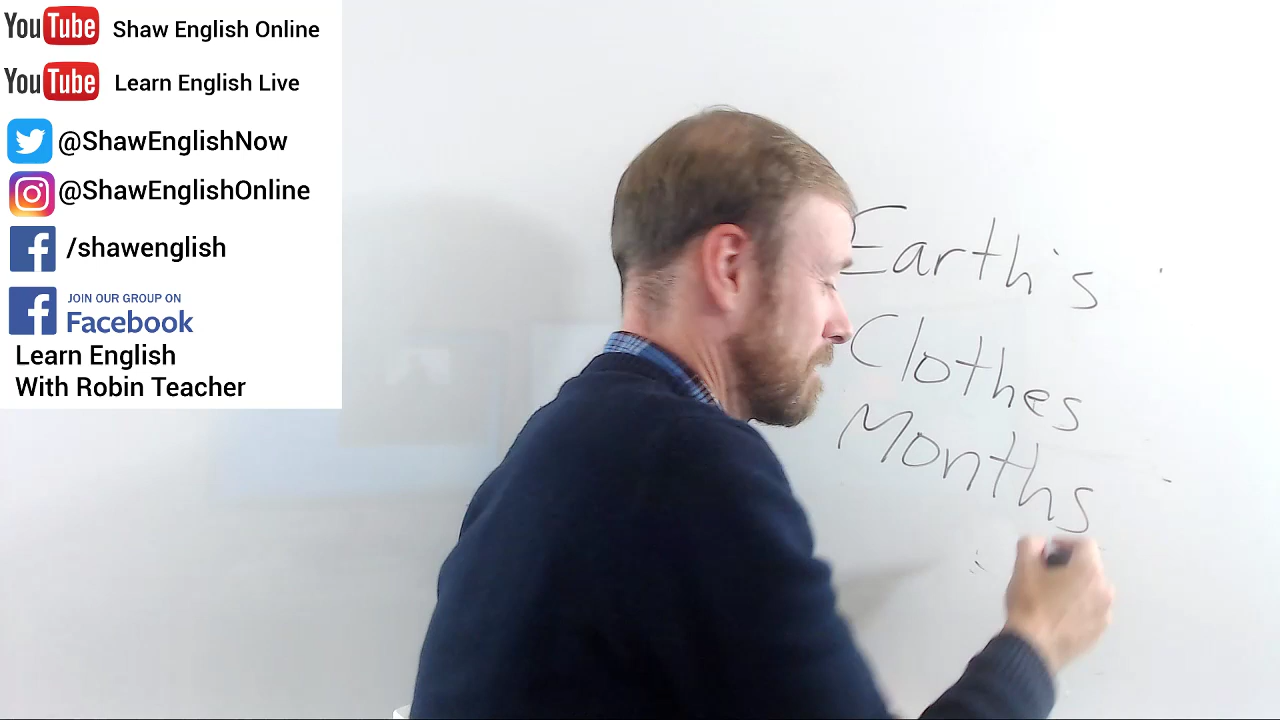 YouTube Shaw English Online
YouTube Learn English Live
@ShawEnglishNow
@ShawEnglishOnline
/shawenglish
JOIN OUR GROUP ON
Facebook
Learn English
With Robin Teacher
Earth's
Clothes
Months